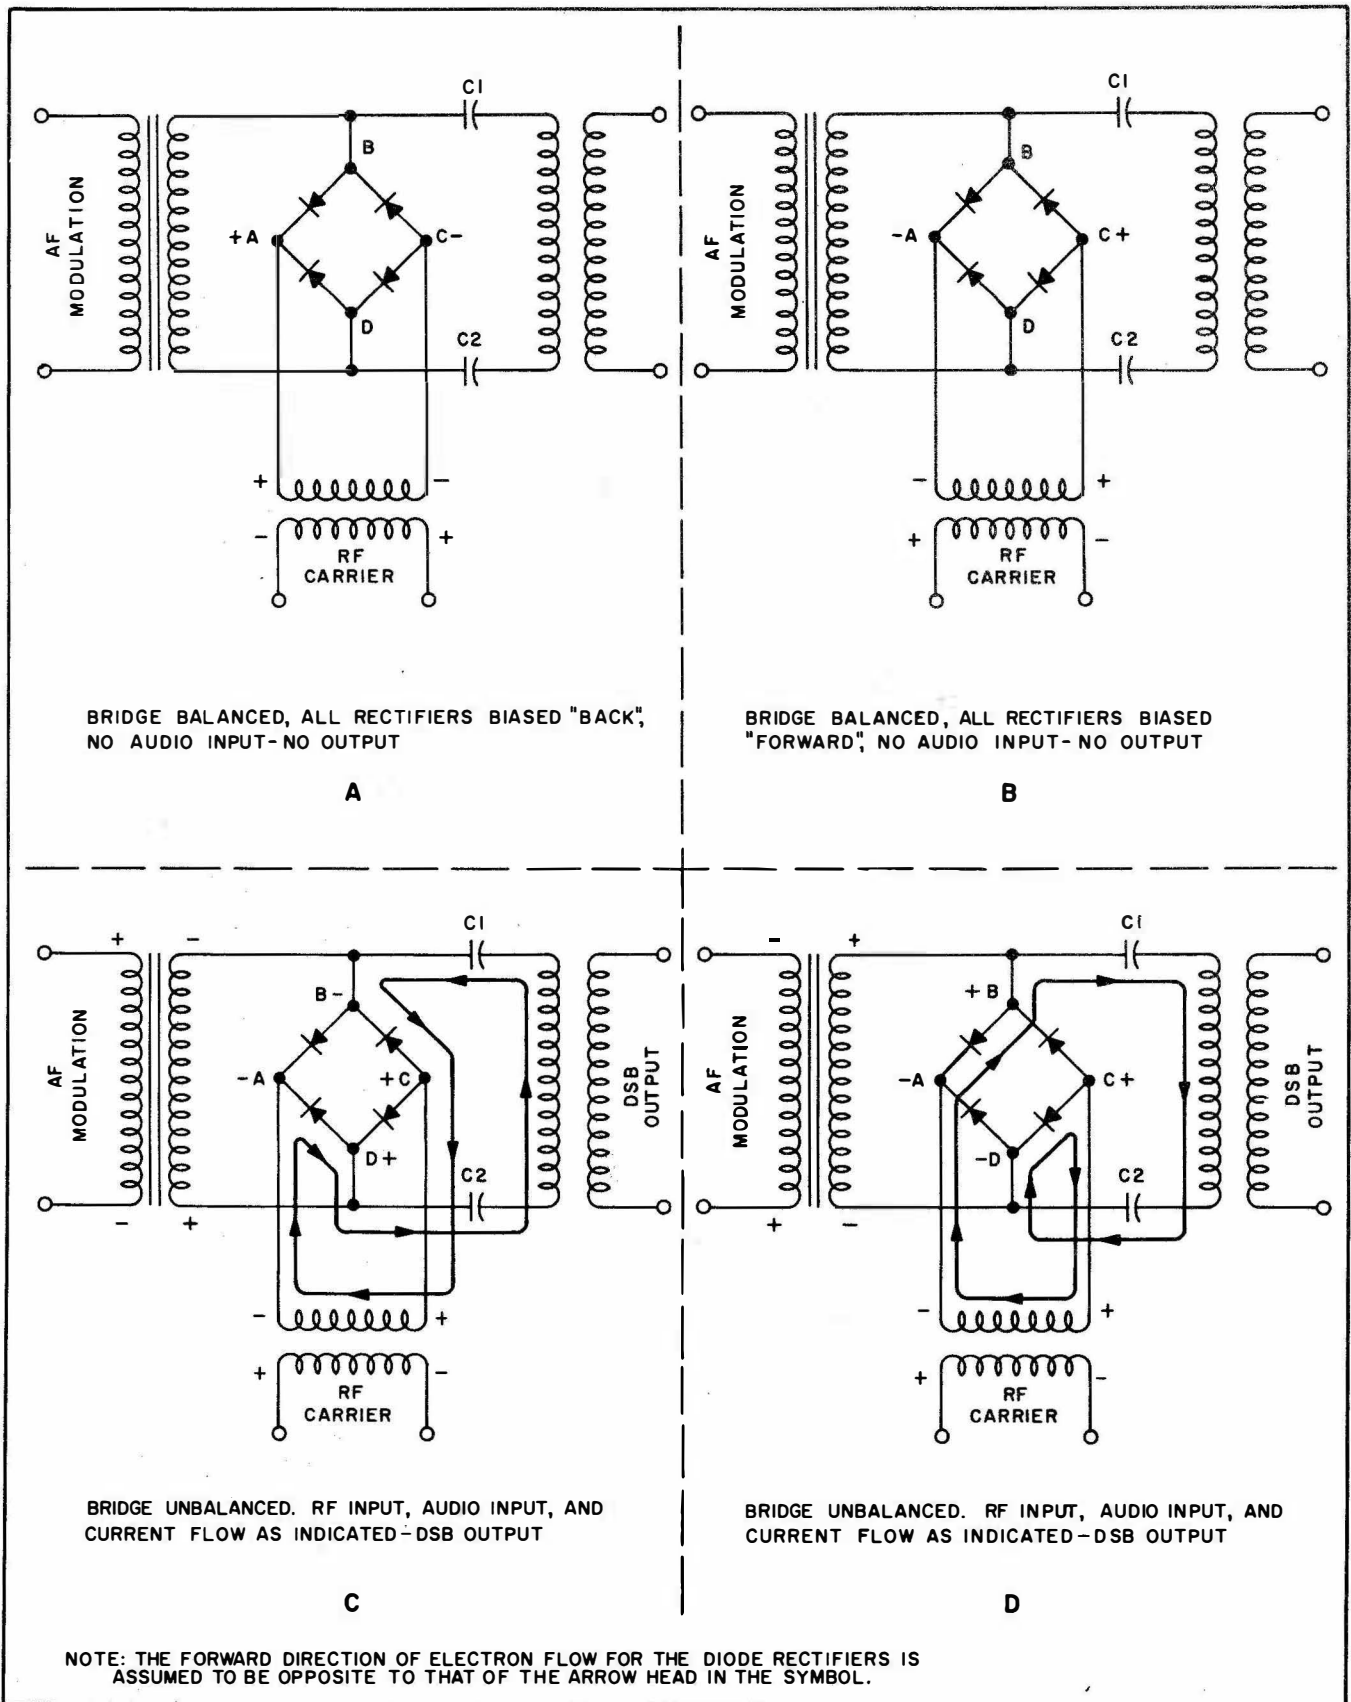 C1
B
+A
C-
D
C2
AF
MODULATION
+
-
-
+
RF
CARRIER
BRIDGE BALANCED, ALL RECTIFIERS BIASED "BACK",
NO AUDIO INPUT-NO OUTPUT
A
C1
B
-A
C+
D
C2
AF
MODULATION
-
+
+
-
RF
CARRIER
BRIDGE BALANCED, ALL RECTIFIERS BIASED
"FORWARD", NO AUDIO INPUT-NO OUTPUT
B
+
-
C1
B-
-A
+C
D+
C2
AF
MODULATION
DSB
OUTPUT
-
+
-
+
+
-
RF
CARRIER
BRIDGE UNBALANCED. RF INPUT, AUDIO INPUT, AND
CURRENT FLOW AS INDICATED-DSB OUTPUT
C
-
+
C1
+B
-A
C+
-D
C2
AF
MODULATION
DSB
OUTPUT
+
-
-
+
+
-
RF
CARRIER
BRIDGE UNBALANCED. RF INPUT, AUDIO INPUT, AND
CURRENT FLOW AS INDICATED-DSB OUTPUT
D
NOTE: THE FORWARD DIRECTION OF ELECTRON FLOW FOR THE DIODE RECTIFIERS IS
ASSUMED TO BE OPPOSITE TO THAT OF THE ARROW HEAD IN THE SYMBOL.